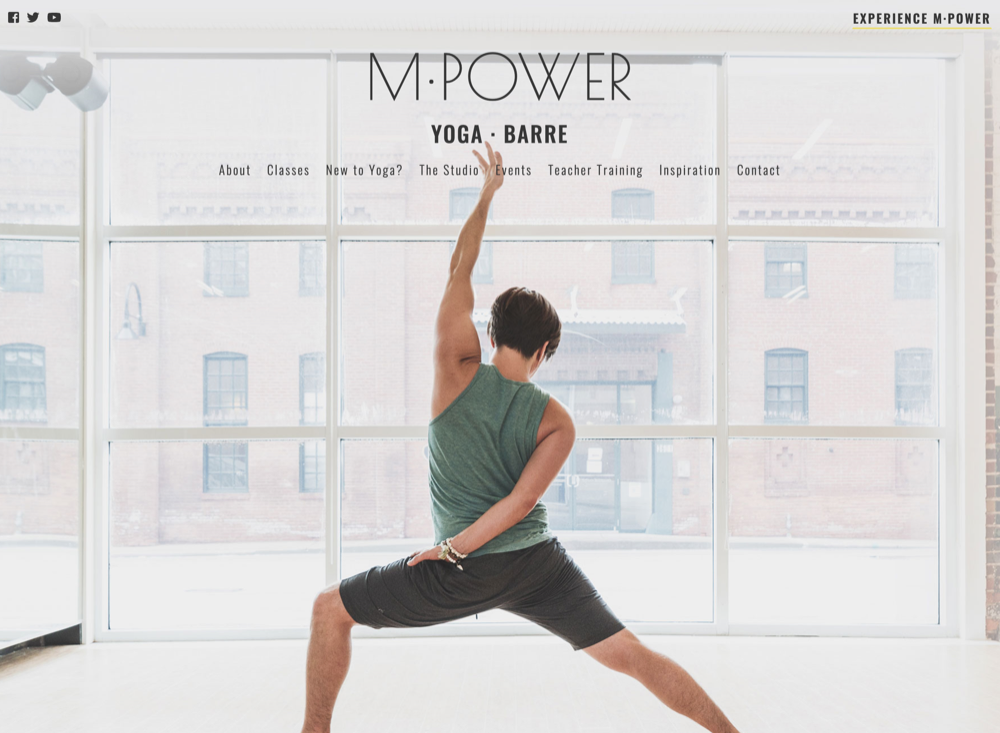 EXPERIENCE M·POWER
M·POWER
YOGA · BARRE
About Classes New to Yoga? The Studio Events Teacher Training Inspiration Contact